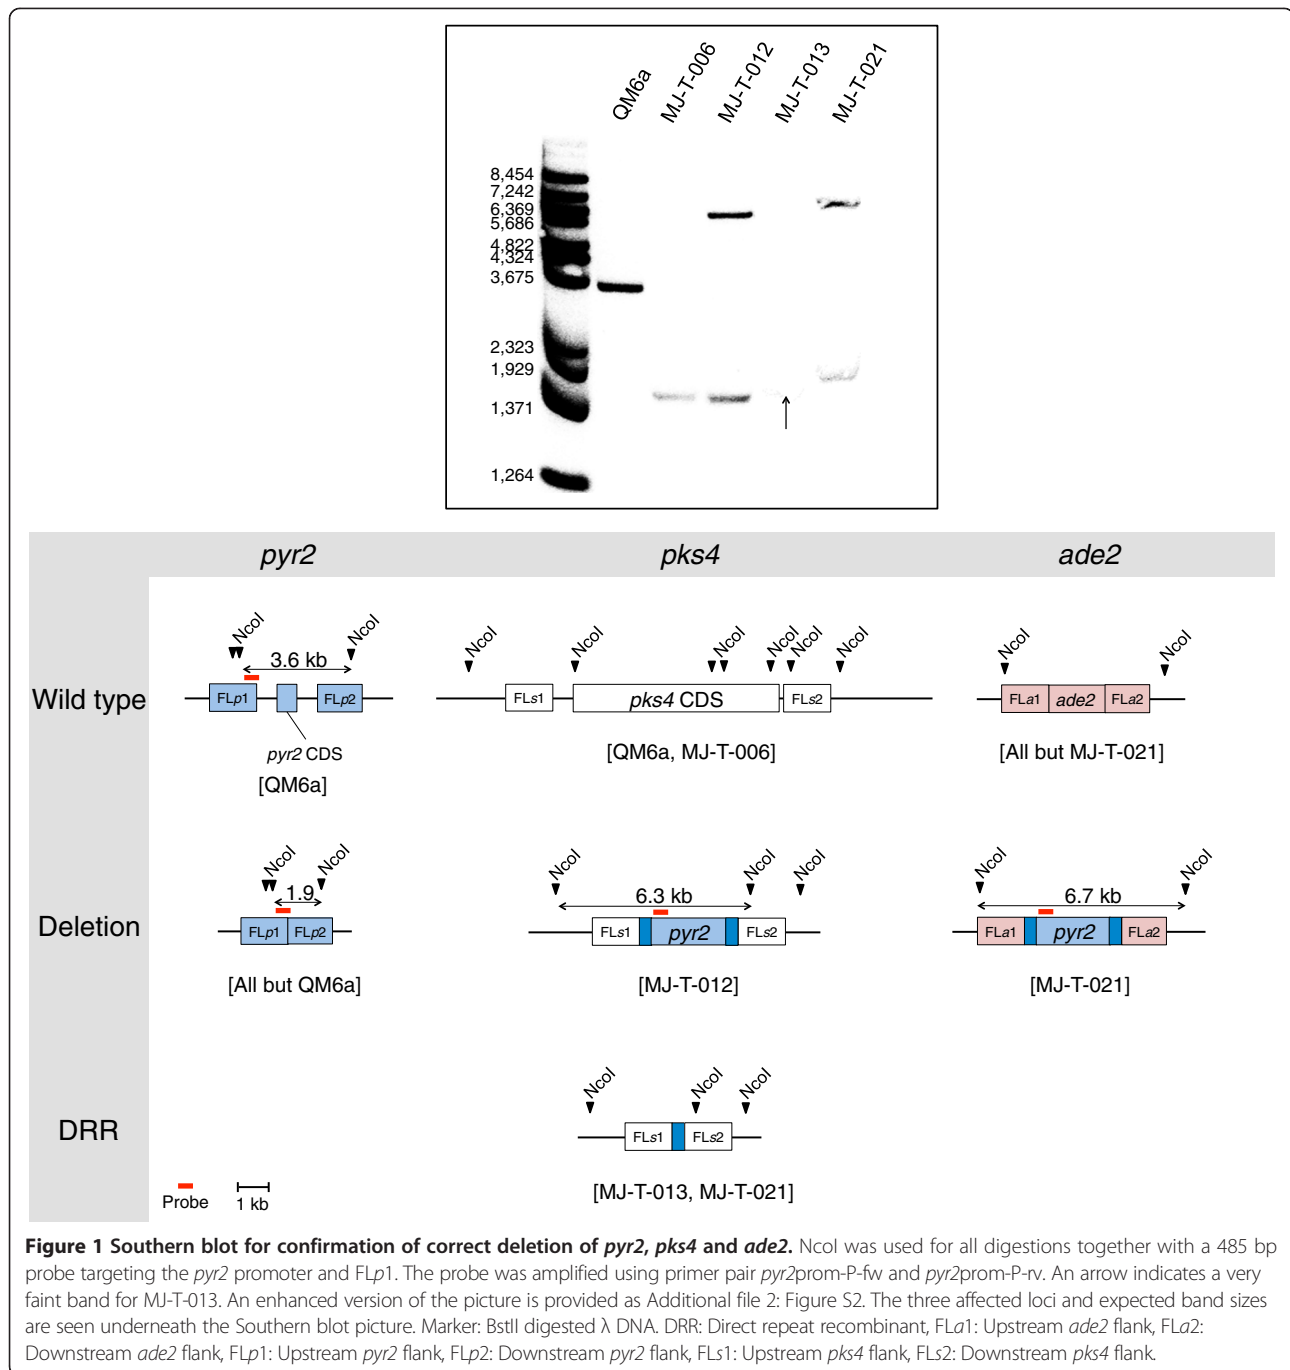 QM6a
MJ-T-006
MJ-T-012
MJ-T-013
MJ-T-021
8,454
7,242
6,369
5,686
4,822
4,324
3,675
2,323
1,929
1,371
1,264
pyr2 pks4 ade2
Wild type
NcoI
NcoI
3.6 kb
FLp1
FLp2
pyr2 CDS
[QM6a]
NcoI
NcoI
NcoI
NcoI
NcoI
NcoI
FLs1
pks4 CDS
FLs2
[QM6a, MJ-T-006]
NcoI
NcoI
FLa1 ade2 FLa2
[All but MJ-T-021]
Deletion
NcoI
NcoI
1.9
FLp1 FLp2
[All but QM6a]
NcoI
NcoI
NcoI
6.3 kb
FLs1 pyr2 FLs2
[MJ-T-012]
NcoI
NcoI
6.7 kb
FLa1 pyr2 FLa2
[MJ-T-021]
DRR
NcoI
NcoI
NcoI
FLs1 FLs2
[MJ-T-013, MJ-T-021]
Probe
1 kb
Figure 1 Southern blot for confirmation of correct deletion of pyr2, pks4 and ade2. NcoI was used for all digestions together with a 485 bp
probe targeting the pyr2 promoter and FLp1. The probe was amplified using primer pair pyr2prom-P-fw and pyr2prom-P-rv. An arrow indicates a very
faint band for MJ-T-013. An enhanced version of the picture is provided as Additional file 2: Figure S2. The three affected loci and expected band sizes
are seen underneath the Southern blot picture. Marker: BstII digested λ DNA. DRR: Direct repeat recombinant, FLa1: Upstream ade2 flank, FLa2:
Downstream ade2 flank, FLp1: Upstream pyr2 flank, FLp2: Downstream pyr2 flank, FLs1: Upstream pks4 flank, FLs2: Downstream pks4 flank.